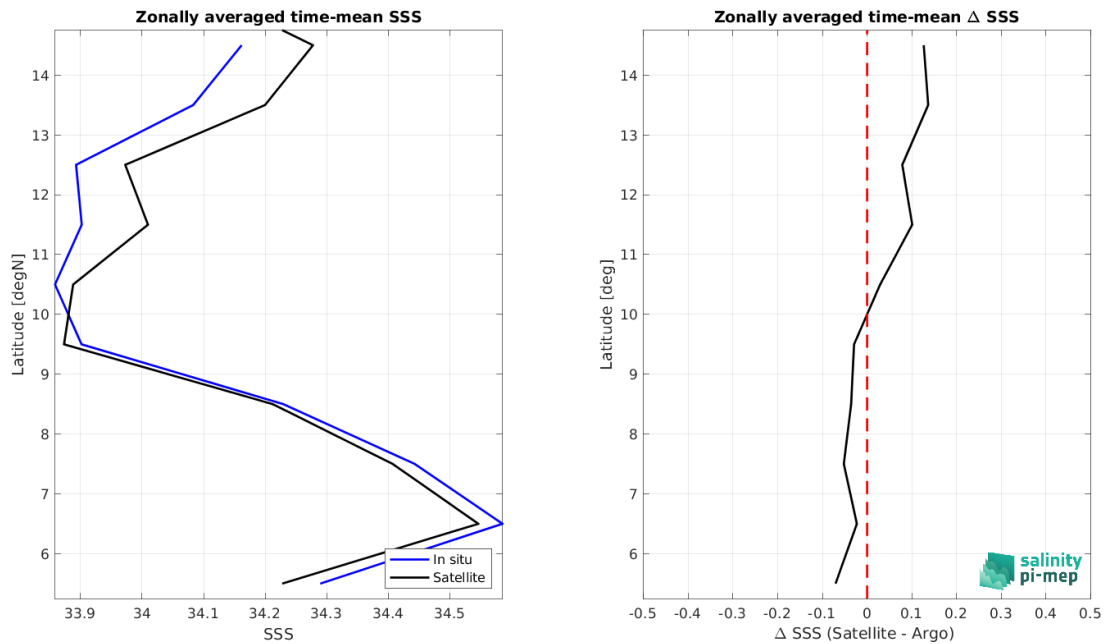 Zonally averaged time-mean SSS
14
13
12
11
10
9
8
7
6
Latitude [degN]
33.9 34 34.1 34.2 34.3 34.4 34.5
SSS
In situ
Satellite
Zonally averaged time-mean Δ SSS
14
13
12
11
10
9
8
7
6
Latitude [deg]
-0.5 -0.4 -0.3 -0.2 -0.1 0 0.1 0.2 0.3 0.4 0.5
Δ SSS (Satellite - Argo)
salinity
pi-mep